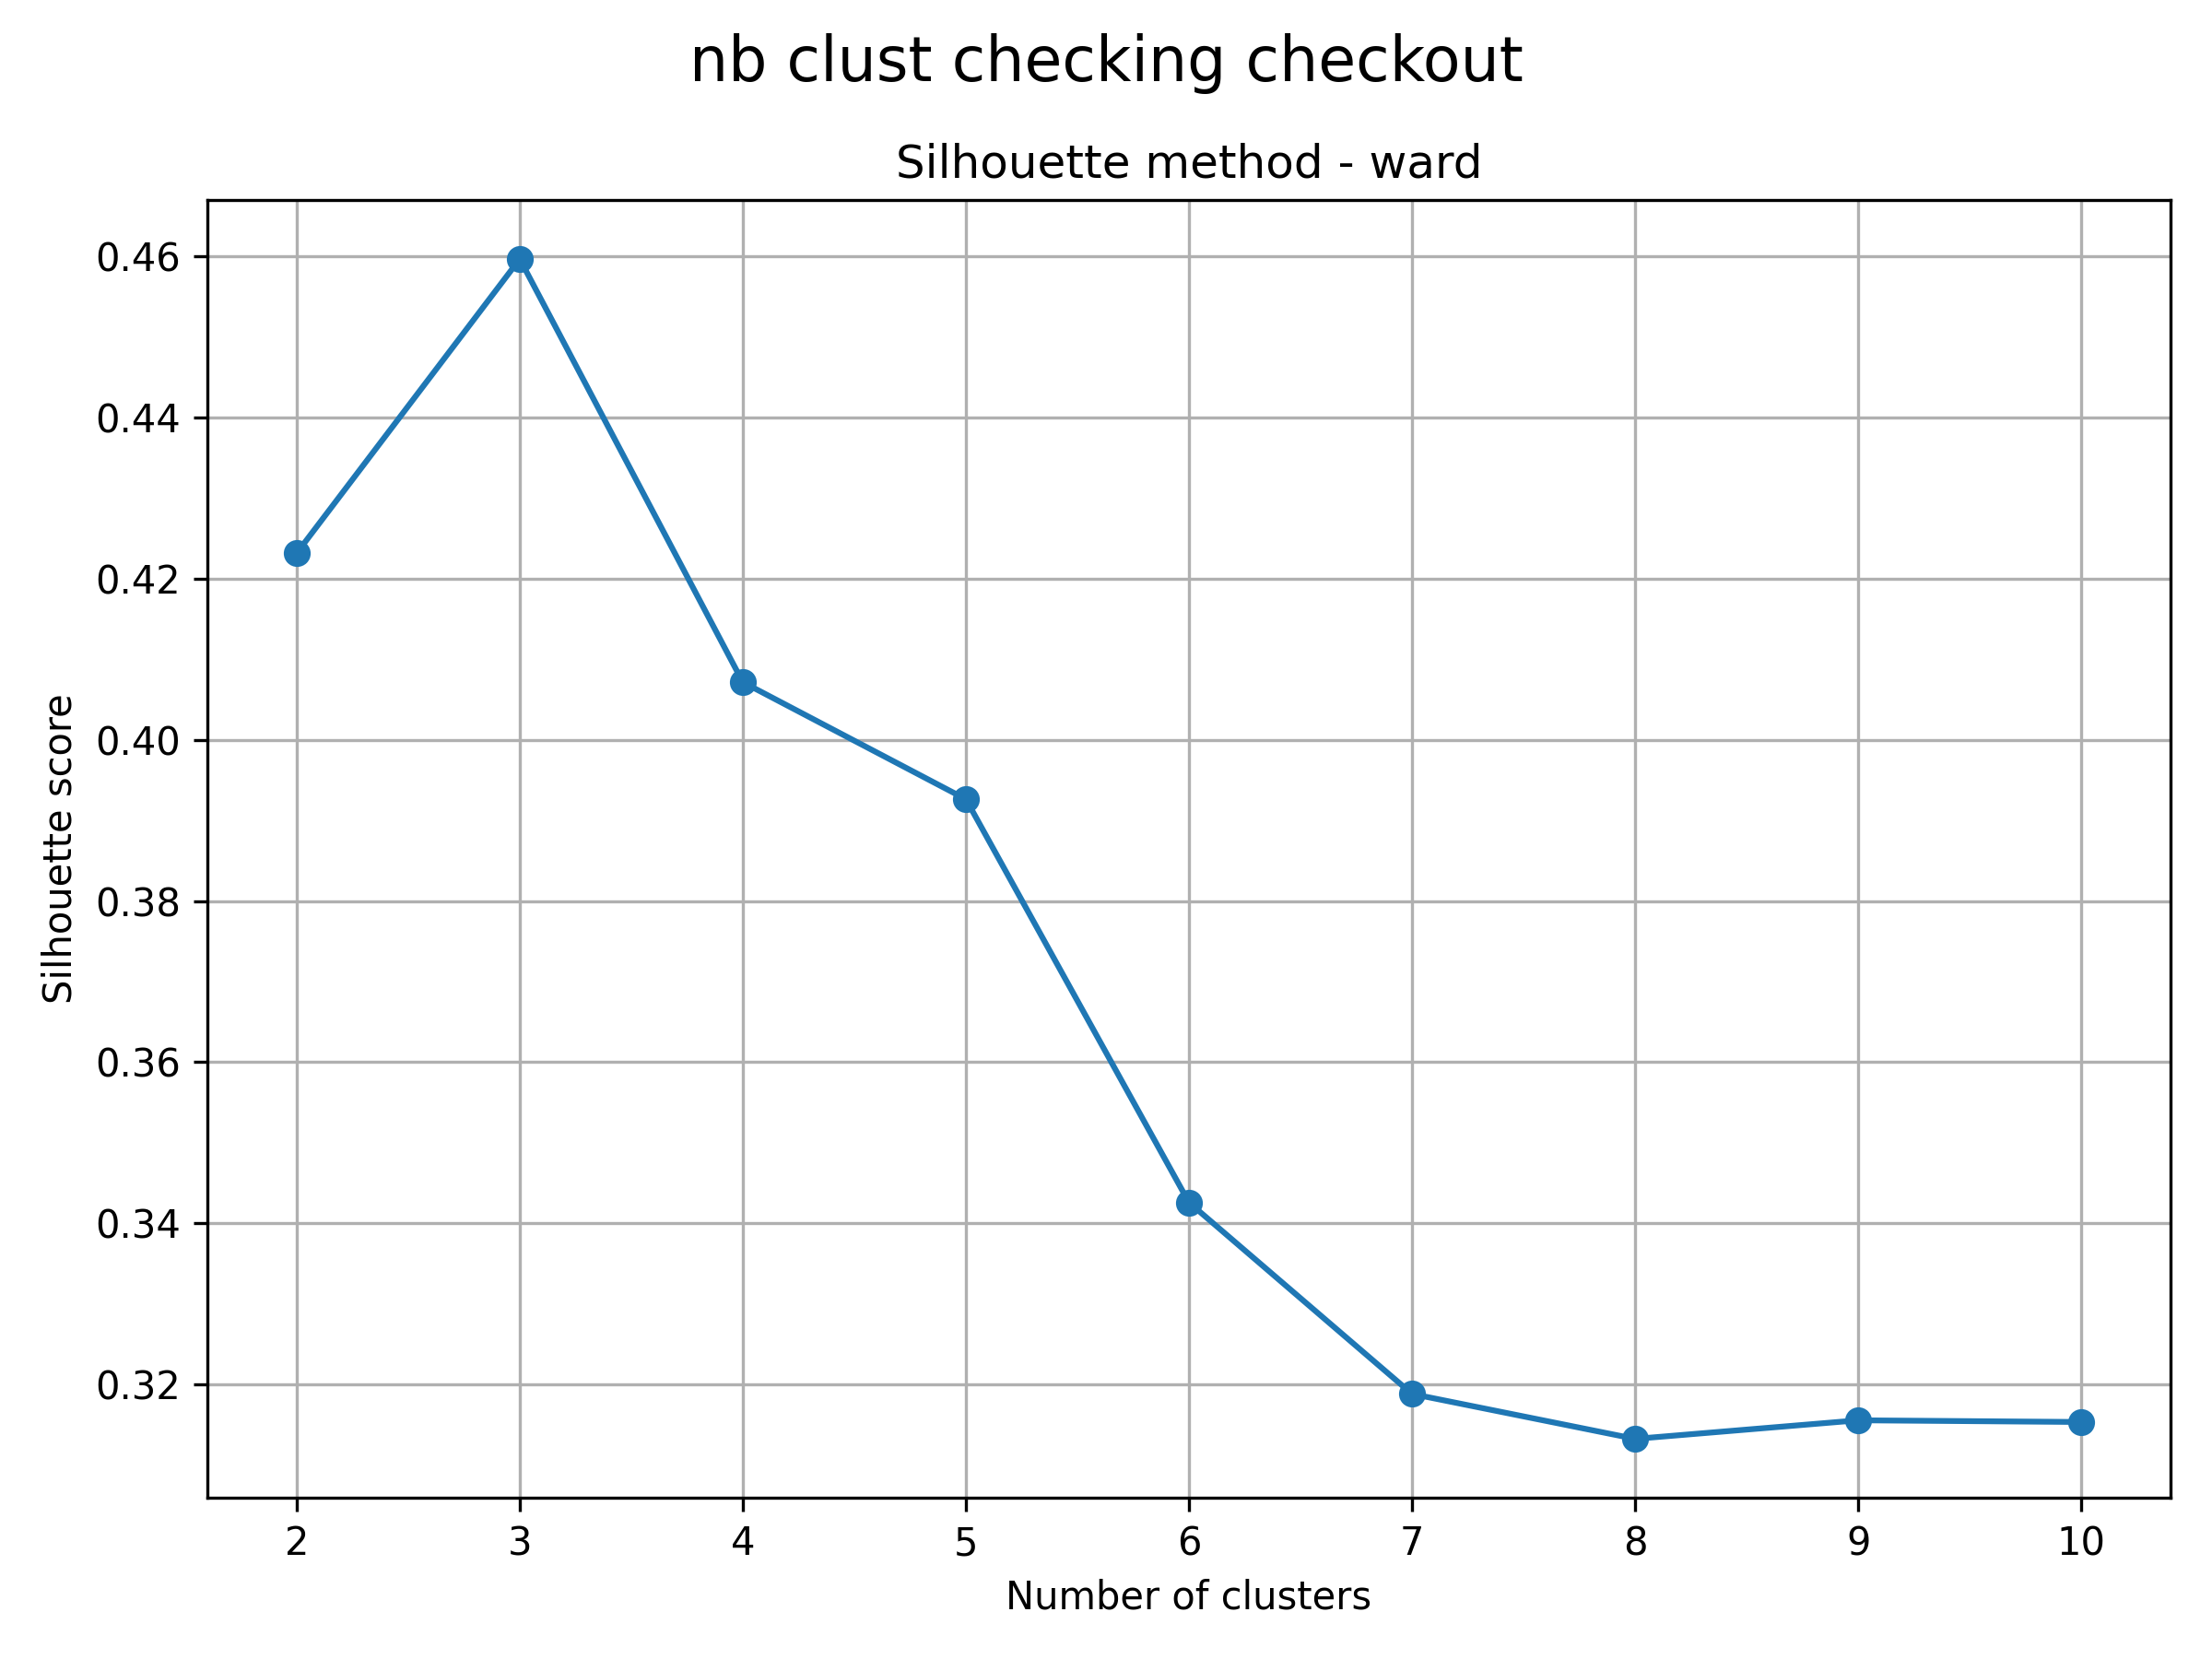 nb clust checking checkout
Silhouette method - ward
Silhouette score
0.46
0.44
0.42
0.40
0.38
0.36
0.34
0.32
2 3 4 5 6 7 8 9 10
Number of clusters